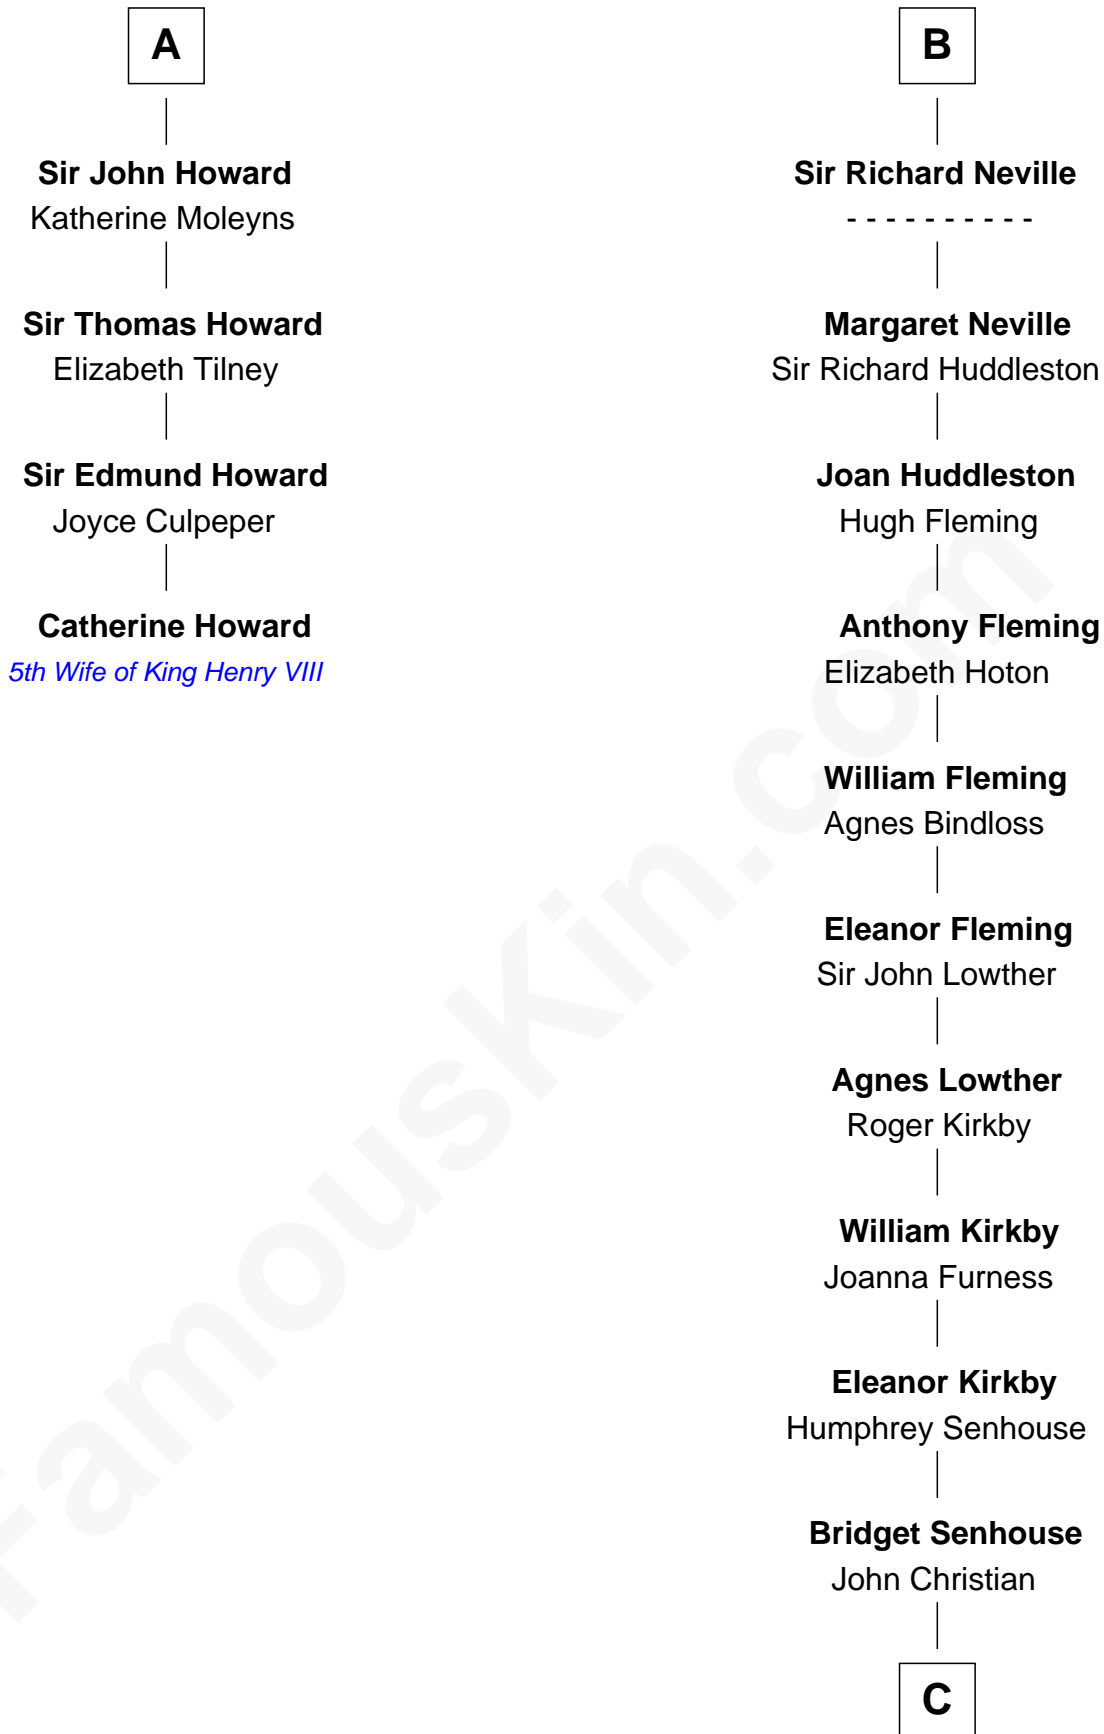 A
Sir John Howard
Katherine Moleyns
Sir Thomas Howard
Elizabeth Tilney
Sir Edmund Howard
Joyce Culpeper
Catherine Howard
5th Wife of King Henry VIII
B
Sir Richard Neville
- - - - - - - - - -
Margaret Neville
Sir Richard Huddleston
Joan Huddleston
Hugh Fleming
Anthony Fleming
Elizabeth Hoton
William Fleming
Agnes Bindloss
Eleanor Fleming
Sir John Lowther
Agnes Lowther
Roger Kirkby
William Kirkby
Joanna Furness
Eleanor Kirkby
Humphrey Senhouse
Bridget Senhouse
John Christian
C
FamousKin.com